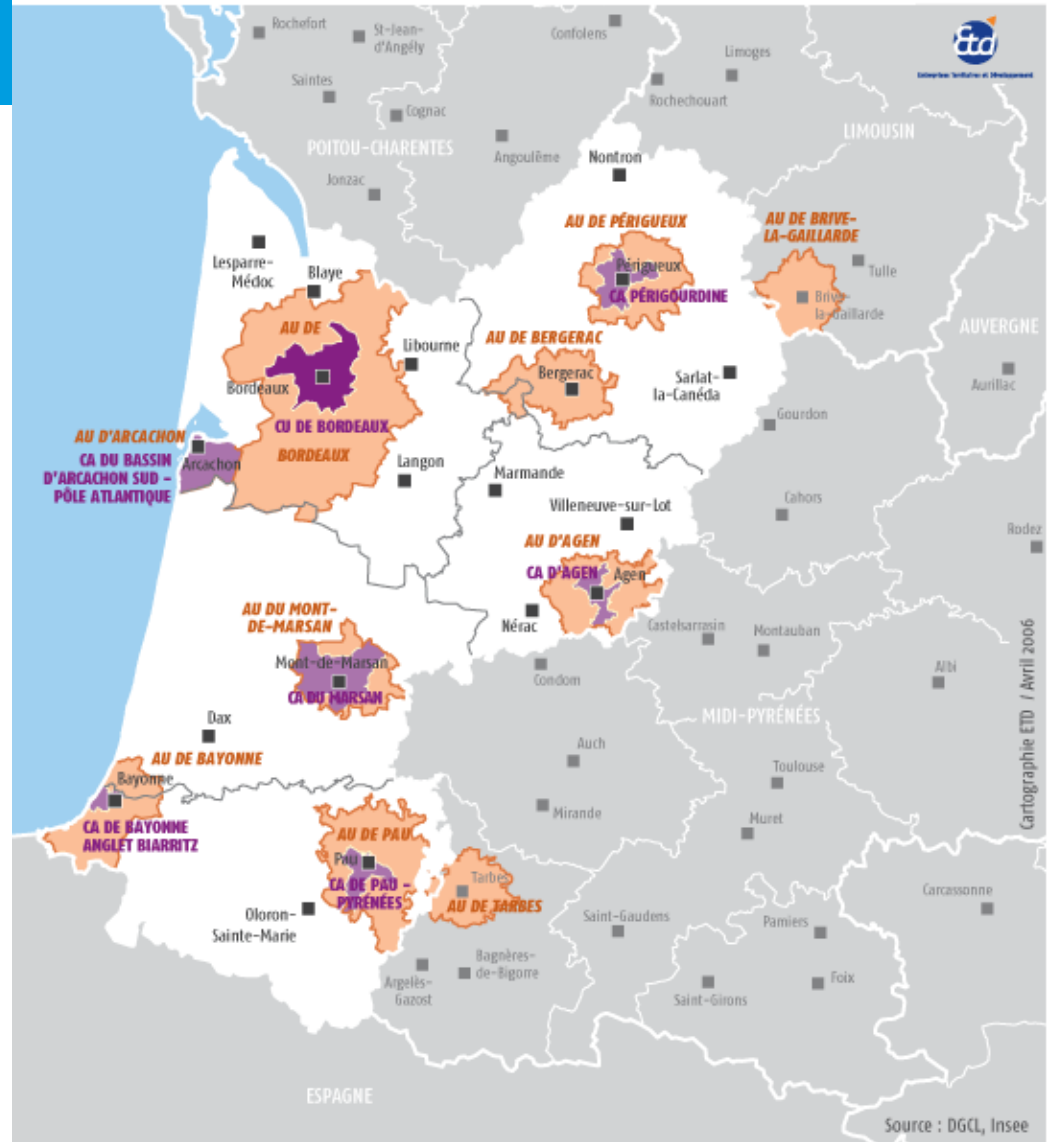 Rochefort
St-Jean-
d'Angély
Confolens
Etd
Entreprises Territoires et Développement
Limoges
Saintes
Rochechouart
Cognac
LIMOUSIN
POITOU-CHARENTES
Angoulême
Nontron
Jonzac
AU DE PÉRIGUEUX
AU DE BRIVE-
LA-GAILLARDE
Lesparre-
Médoc
Blaye
Périgueux
Tulle
CA PÉRIGOURDINE
Brive-
la-Gaillarde
AU DE
AUVERGNE
Libourne
AU DE BERGERAC
Bergerac
Sarlat-
la-Canéda
Aurillac
Bordeaux
Gourdon
CU DE BORDEAUX
AU D'ARCACHON
BORDEAUX
CA DU BASSIN
D'ARCACHON SUD -
PÔLE ATLANTIQUE
Arcachon
Langon
Marmande
Villeneuve-sur-Lot
Cahors
Rodez
AU D'AGEN
CA D'AGEN
Agen
AU DU MONT-
DE-MARSAN
Nérac
Castelsarrasin
Montauban
Mont-de-Marsan
Condom
Albi
CA DU MARSAN
MIDI-PYRÉNÉES
Dax
Auch
AU DE BAYONNE
Toulouse
Bayonne
Mirande
Muret
CA DE BAYONNE
ANGLET BIARRITZ
AU DE PAU
Pau
CA DE PAU -
PYRÉNÉES
Tarbes
AU DE TARBES
Carcassonne
Oloron-
Sainte-Marie
Saint-Gaudens
Pamiers
Bagnères-
de-Bigorre
Argelès-
Gazost
Saint-Girons
Foix
ESPAGNE
Cartographie ETD / Avril 2006
Source : DGCL, Insee